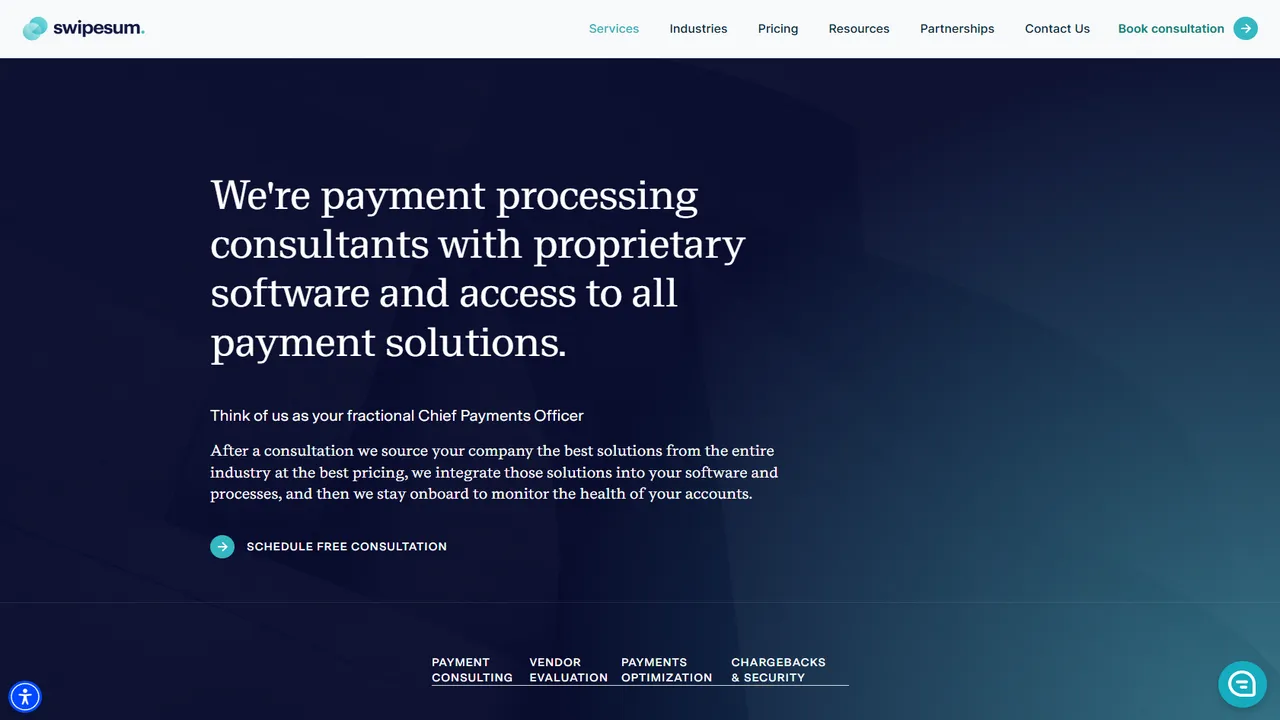 swipesum.
Services
Industries
Pricing
Resources
Partnerships
Contact Us
Book consultation
We're payment processing
consultants with proprietary
software and access to all
payment solutions.
Think of us as your fractional Chief Payments Officer
After a consultation we source your company the best solutions from the entire
industry at the best pricing, we integrate those solutions into your software and
processes, and then we stay onboard to monitor the health of your accounts.
SCHEDULE FREE CONSULTATION
PAYMENT
CONSULTING
VENDOR
EVALUATION
PAYMENTS
OPTIMIZATION
CHARGEBACKS
& SECURITY